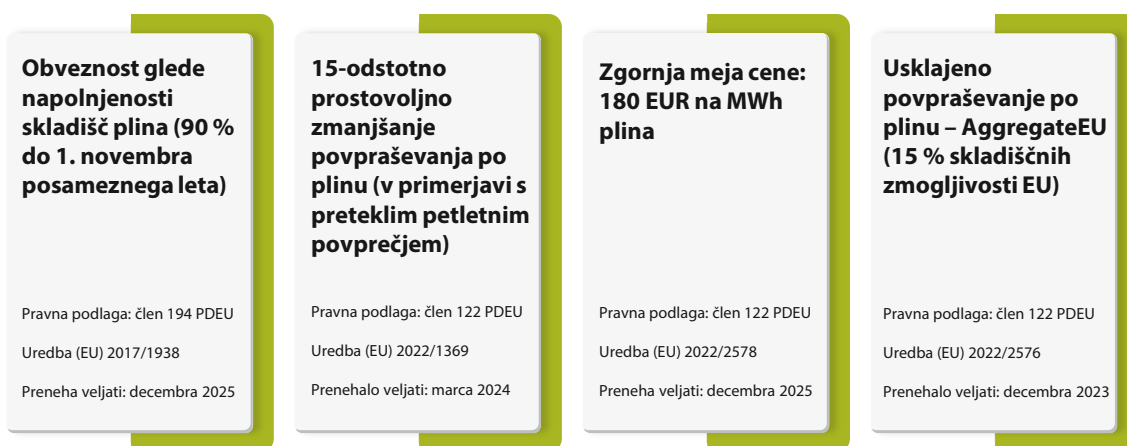 Obveznost glede
napolnjenosti
skladišč plina (90 %
do 1. novembra
posameznega leta)
Pravna podlaga: člen 194 PDEU
Uredba (EU) 2017/1938
Preneha veljati: decembra 2025
15-odstotno
prostovoljno
zmanjšanje
povpraševanja po
plinu (v primerjavi s
preteklim petletnim
povprečjem)
Pravna podlaga: člen 122 PDEU
Uredba (EU) 2022/1369
Prenehalo veljati: marca 2024
Zgornja meja cene:
180 EUR na MWh
plina
Pravna podlaga: člen 122 PDEU
Uredba (EU) 2022/2578
Preneha veljati: decembra 2025
Usklajeno
povpraševanje po
plinu – AggregateEU
(15 % skladiščnih
zmogljivosti EU)
Pravna podlaga: člen 122 PDEU
Uredba (EU) 2022/2576
Prenehalo veljati: decembra 2023